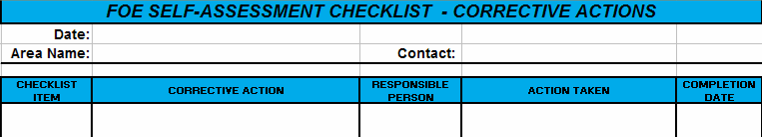 FOE SELF-ASSESSMENT CHECKLIST - CORRECTIVE ACTIONS
Date:
Area Name: Contact:
CHECKLIST ITEM CORRECTIVE ACTION RESPONSIBLE PERSON ACTION TAKEN COMPLETION DATE